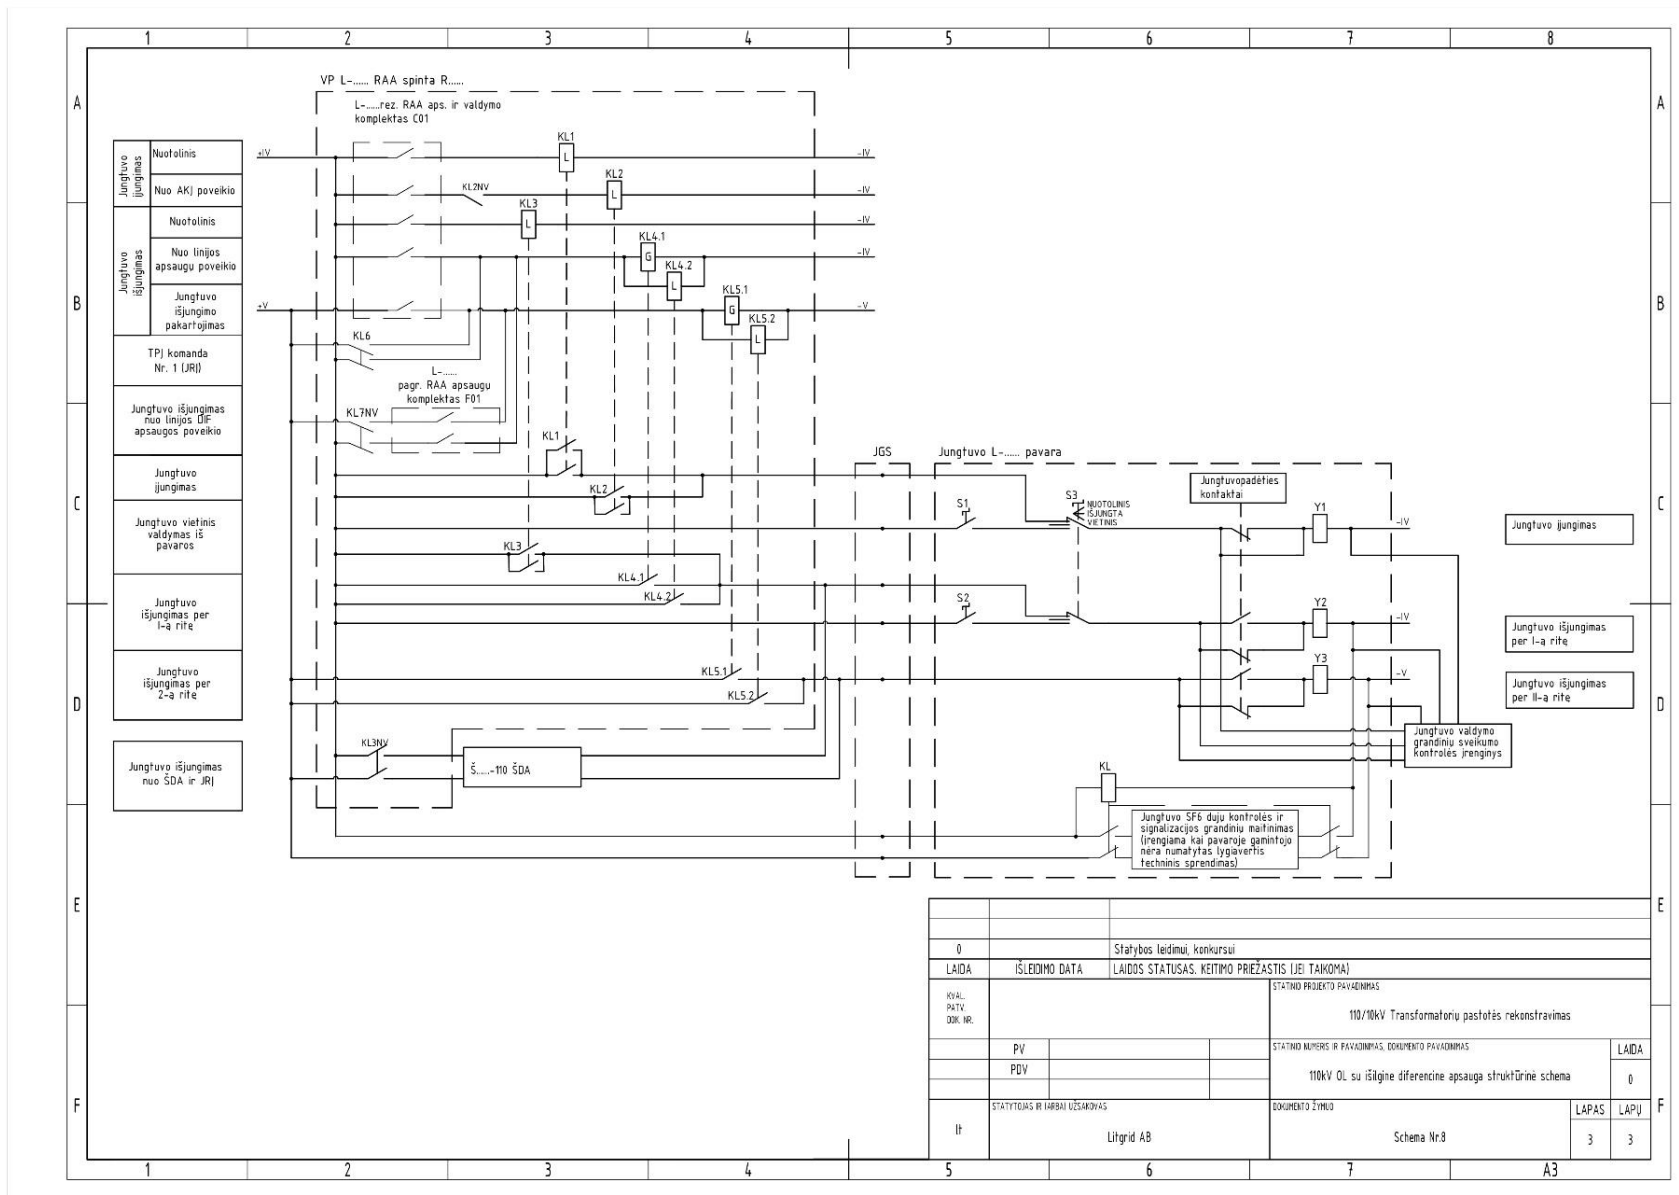 1 2 3 4 5 6 7 8
A A
B B
C C
D D
E E
F F
VP L-...... RAA spinta R......
L-......rez. RAA aps. ir valdymo
komplektas C01
Jungtuvo
įjungimas
Nuotolinis
Nuo AKĮ poveikio
Jungtuvo
išjungimas
Nuotolinis
Nuo linijos
apsaugų poveikio
Jungtuvo
išjungimo
pakartojimas
TPĮ komanda
Nr. 1 (JRĮ)
Jungtuvo išjungimas
nuo linijos DIF
apsaugos poveikio
Jungtuvo
įjungimas
Jungtuvo vietinis
valdymas iš
pavaros
Jungtuvo
išjungimas per
I-ą ritę
Jungtuvo
išjungimas per
2-ą ritę
Jungtuvo išjungimas
nuo ŠDA ir JRĮ
+IV
KL1
L
-IV
KL2NV
KL2
L
-IV
KL3
L
-IV
KL4.1
G
-IV
KL4.2
L
+V
KL5.1
G
-V
KL5.2
L
KL6
L-......
pagr. RAA apsaugų
komplektas F01
KL7NV
KL1
KL2
KL3
KL4.1
KL4.2
KL5.1
KL5.2
KL3NV
Š......-110 ŠDA
JGS
Jungtuvo L-...... pavara
S1
S3
NUOTOLINIS
IŠJUNGTA
VIETINIS
Jungtuvopadėties
kontaktai
Y1
-IV
Jungtuvo įjungimas
S2
Y2
-IV
Jungtuvo išjungimas
per I-ą ritę
Y3
-V
Jungtuvo išjungimas
per II-ą ritę
Jungtuvo valdymo
grandinių sveikumo
kontrolės įrenginys
KL
Jungtuvo SF6 dujų kontrolės ir
signalizacijos grandinių maitinimas
(įrengiama kai pavaroje gamintojo
nėra numatytas lygiavertis
techninis sprendimas)
0 Statybos leidimui, konkursui
LAIDA IŠLEIDIMO DATA LAIDOS STATUSAS. KEITIMO PRIEŽASTIS (JEI TAIKOMA)
KVAL.
PATV.
DOK. NR.
STATINIO PROJEKTO PAVADINIMAS
110/10kV Transformatorių pastotės rekonstravimas
PV
PDV
STATINIO NUMERIS IR PAVADINIMAS, DOKUMENTO PAVADINIMAS
110kV OL su išilgine diferencine apsauga struktūrinė schema
LAIDA
0
lt
STATYTOJAS IR (ARBA) UŽSAKOVAS
Litgrid AB
DOKUMENTO ŽYMUO
Schema Nr.8
LAPAS LAPŲ
3 3
1 2 3 4 5 6 7 A3